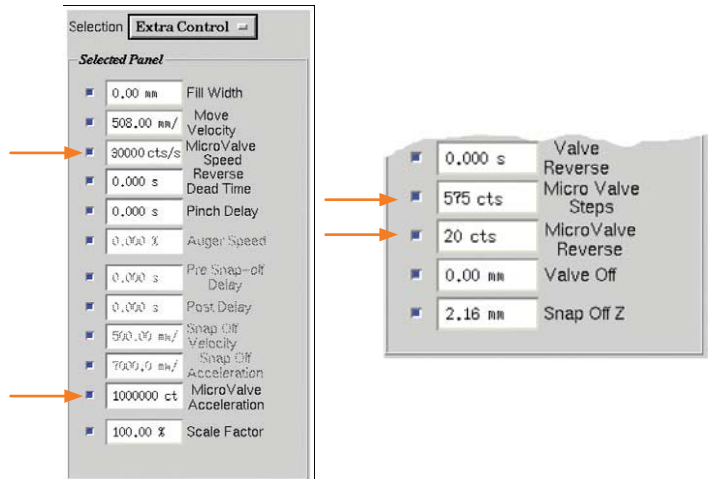 Selection Extra Control
Selected Panel
0.00 mm Fill Width
508.00 mm/ Move
Velocity
30000 cts/s MicroValve
Speed
0.000 s Reverse
Dead Time
0.000 s Pinch Delay
0.000 % Auger Speed
0.000 s Pre Snap-off
Delay
0.000 s Post Delay
500.00 mm/ Snap Off
Velocity
7000.0 mm/ Snap Off
Acceleration
1000000 ct MicroValve
Acceleration
100.00 % Scale Factor
0.000 s Valve
Reverse
575 cts Micro Valve
Steps
20 cts MicroValve
Reverse
0.00 mm Valve Off
2.16 mm Snap Off Z